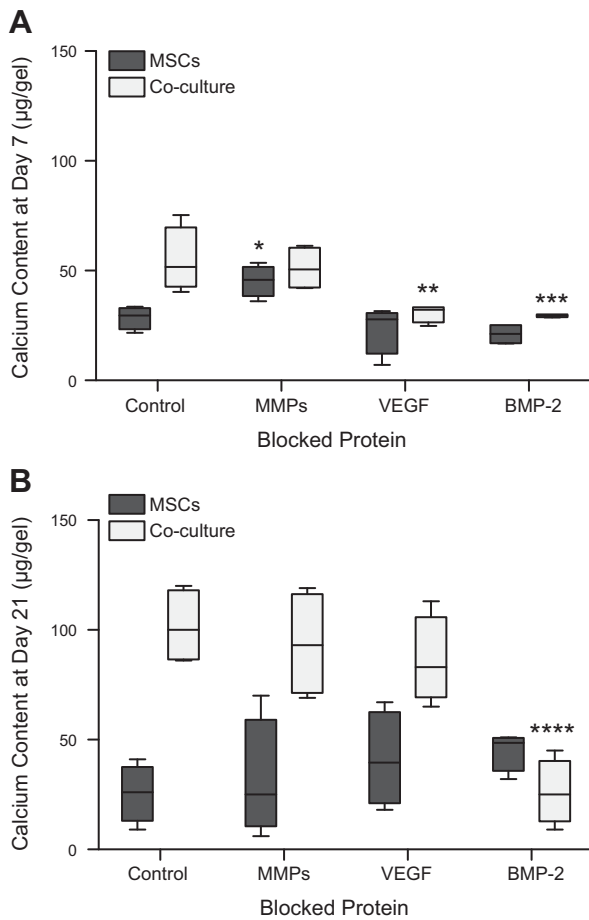 A
Calcium Content at Day 7 (µg/gel)
150
100
50
0
MSCs
Co-culture
*
**
***
Control MMPs VEGF BMP-2
Blocked Protein
B
Calcium Content at Day 21 (µg/gel)
150
100
50
0
MSCs
Co-culture
****
Control MMPs VEGF BMP-2
Blocked Protein